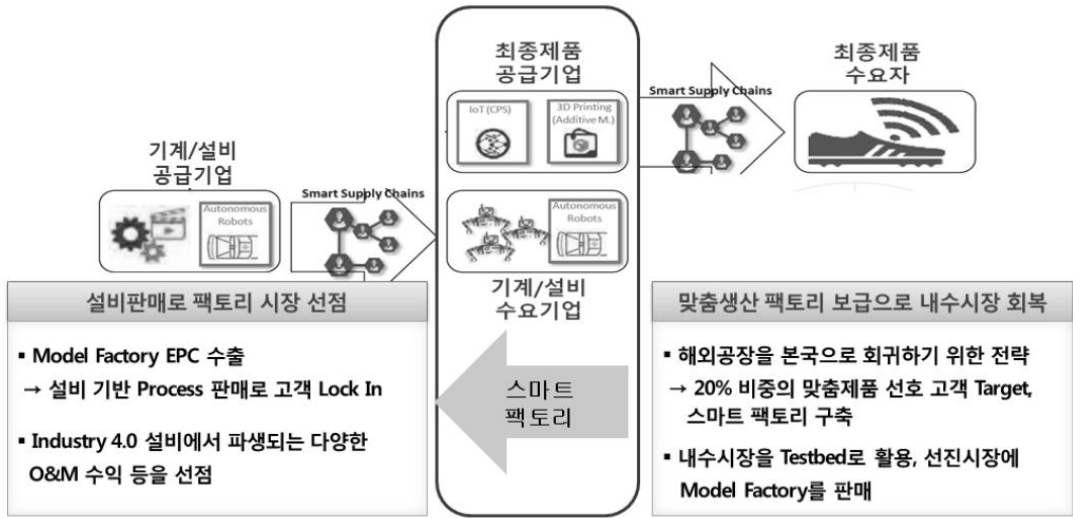 최종제품
공급기업
IoT (CPS)
3D Printing
(Additive M.)
Smart Supply Chains
최종제품
수요자
기계/설비
공급기업
Autonomous
Robots
Smart Supply Chains
Autonomous
Robots
기계/설비
수요기업
설비판매로 팩토리 시장 선점
▪ Model Factory EPC 수출
→ 설비 기반 Process 판매로 고객 Lock In
▪ Industry 4.0 설비에서 파생되는 다양한
O&M 수익 등을 선점
스마트
팩토리
맞춤생산 팩토리 보급으로 내수시장 회복
▪ 해외공장을 본국으로 회귀하기 위한 전략
→ 20% 비중의 맞춤제품 선호 고객 Target,
스마트 팩토리 구축
▪ 내수시장을 Testbed로 활용, 선진시장에
Model Factory를 판매